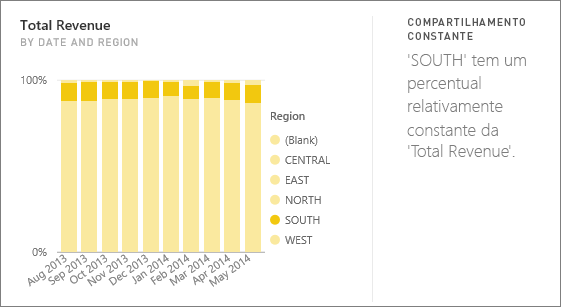 Total Revenue
BY DATE AND REGION
100%
0%
Aug 2013
Sep 2013
Oct 2013
Nov 2013
Dec 2013
Jan 2014
Feb 2014
Mar 2014
Apr 2014
May 2014
Region
(Blank)
CENTRAL
EAST
NORTH
SOUTH
WEST
COMPARTILHAMENTO
CONSTANTE
'SOUTH' tem um
percentual
relativamente
constante da
'Total Revenue'.